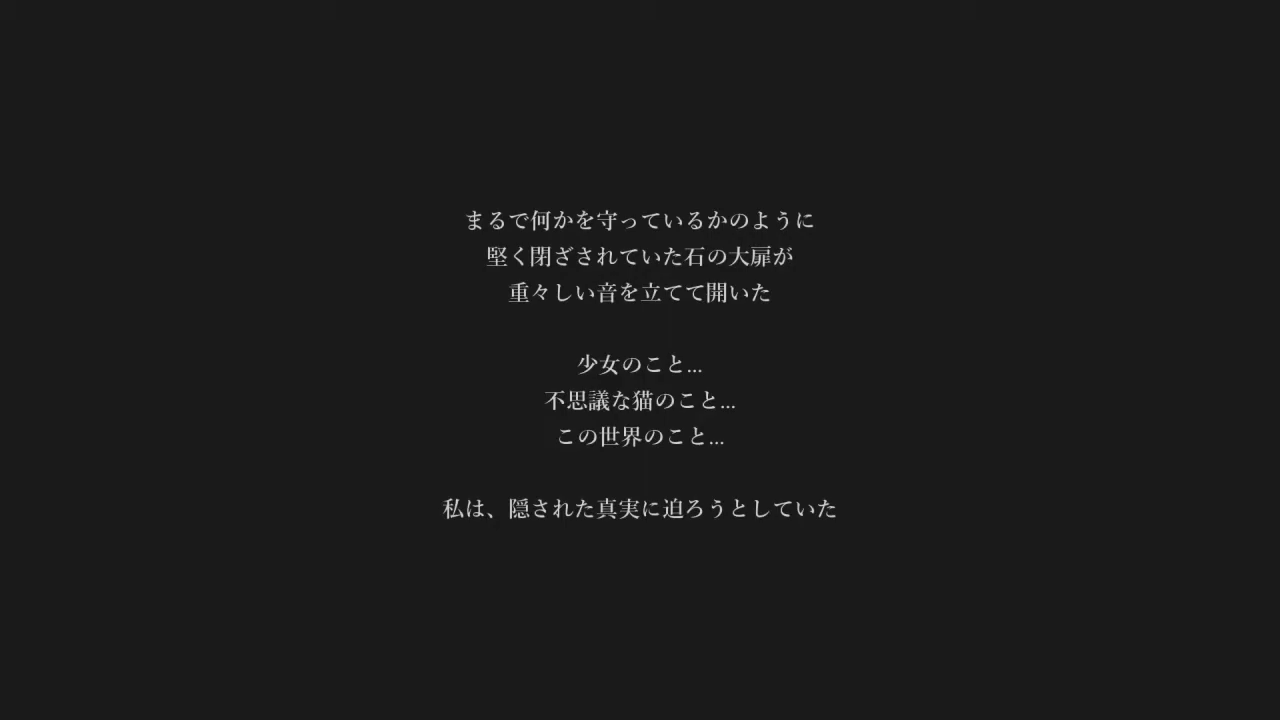 まるで何かを守っているかのように
堅く閉ざされていた石の大扉が
重々しい音を立てて開いた
少女のこと...
不思議な猫のこと...
この世界のこと...
私は、隠された真実に迫ろうとしていた